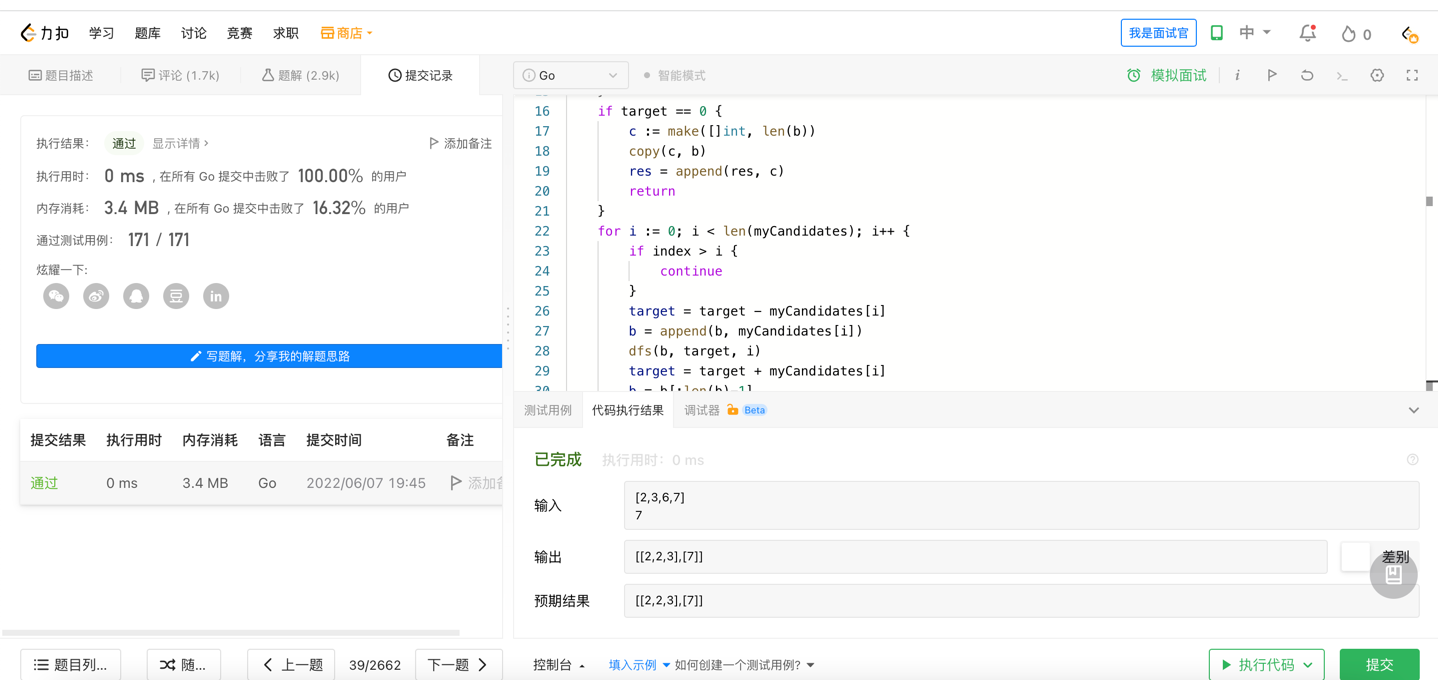 力扣 学习 题库 讨论 竞赛 求职 商店 我是面试官 中 0
题目描述 评论 (1.7k) 题解 (2.9k) 提交记录
Go 智能模式 模拟面试
执行结果： 通过 显示详情 › 添加备注
执行用时： 0 ms , 在所有 Go 提交中击败了 100.00% 的用户
内存消耗： 3.4 MB , 在所有 Go 提交中击败了 16.32% 的用户
通过测试用例： 171 / 171
炫耀一下:
豆 in
写题解，分享我的解题思路
提交结果 执行用时 内存消耗 语言 提交时间 备注
通过 0 ms 3.4 MB Go 2022/06/07 19:45 添加备
16 if target == 0 {
17 c := make([]int, len(b))
18 copy(c, b)
19 res = append(res, c)
20 return
21 }
22 for i := 0; i < len(myCandidates); i++ {
23 if index > i {
24 continue
25 }
26 target = target - myCandidates[i]
27 b = append(b, myCandidates[i])
28 dfs(b, target, i)
29 target = target + myCandidates[i]
30 b = b[:len(b)-1]
测试用例 代码执行结果 调试器 Beta
已完成 执行用时：0 ms
输入
[2,3,6,7]
7
输出 [[2,2,3],[7]] 差别
预期结果 [[2,2,3],[7]]
题目列... 随... 上一题 39/2662 下一题
控制台 填入示例 如何创建一个测试用例? 执行代码 提交